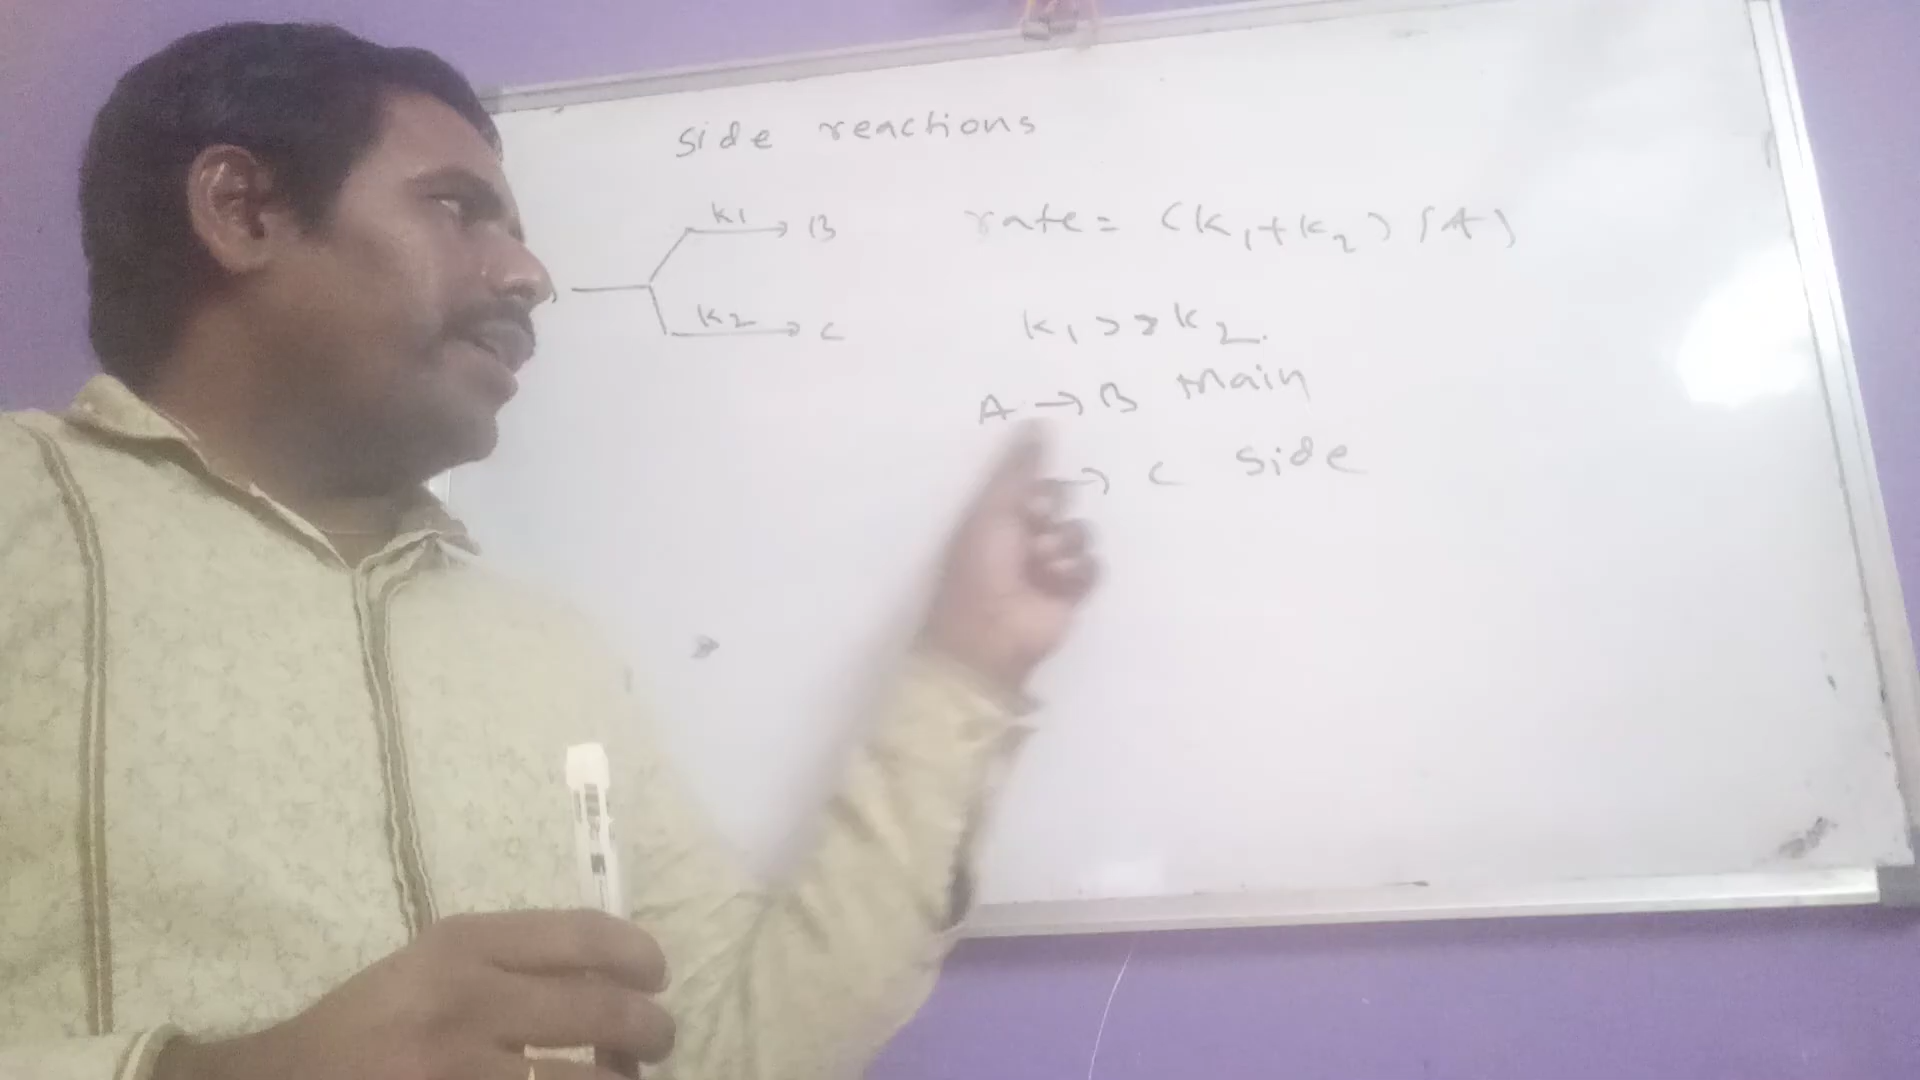 side reactions
k1 → B
rate = (k1+k2) [A]
k2 → C
k1 >> k2.
A → B main
→ C side